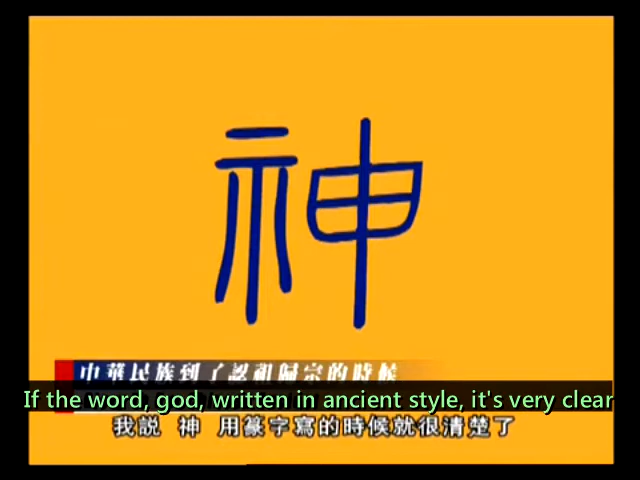 神
中華民族到了認祖歸宗的時候
If the word, god, written in ancient style, it's very clear
我説 神 用篆字寫的時候就很清楚了